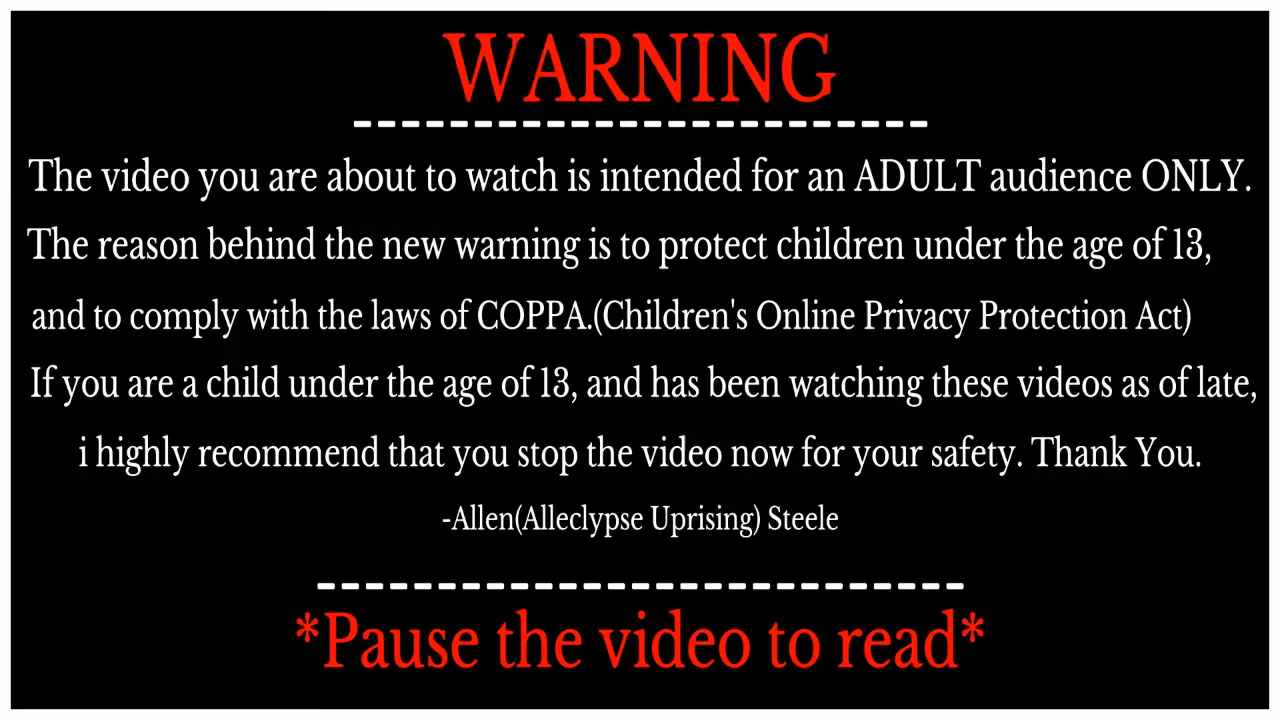 WARNING
The video you are about to watch is intended for an ADULT audience ONLY.
The reason behind the new warning is to protect children under the age of 13,
and to comply with the laws of COPPA.(Children's Online Privacy Protection Act)
If you are a child under the age of 13, and has been watching these videos as of late,
i highly recommend that you stop the video now for your safety. Thank You.
-Allen(Alleclypse Uprising) Steele
*Pause the video to read*